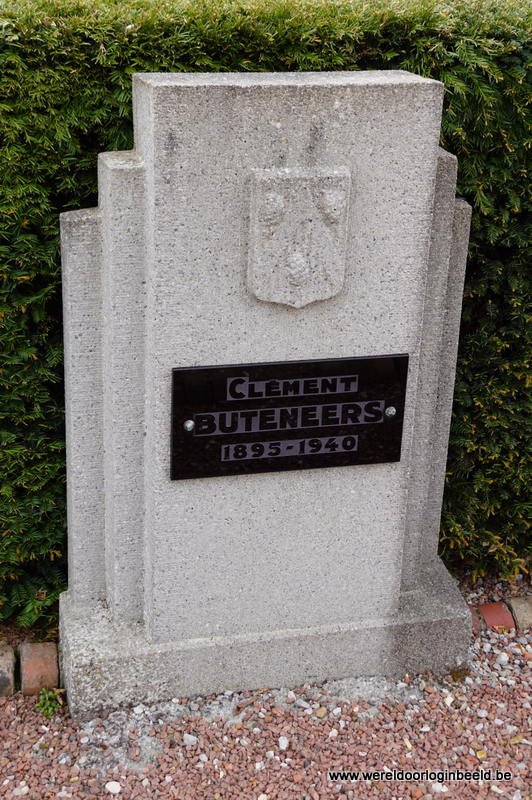 CLÉMENT
BUTENEERS
1895-1940
www.wereldoorloginbeeld.be